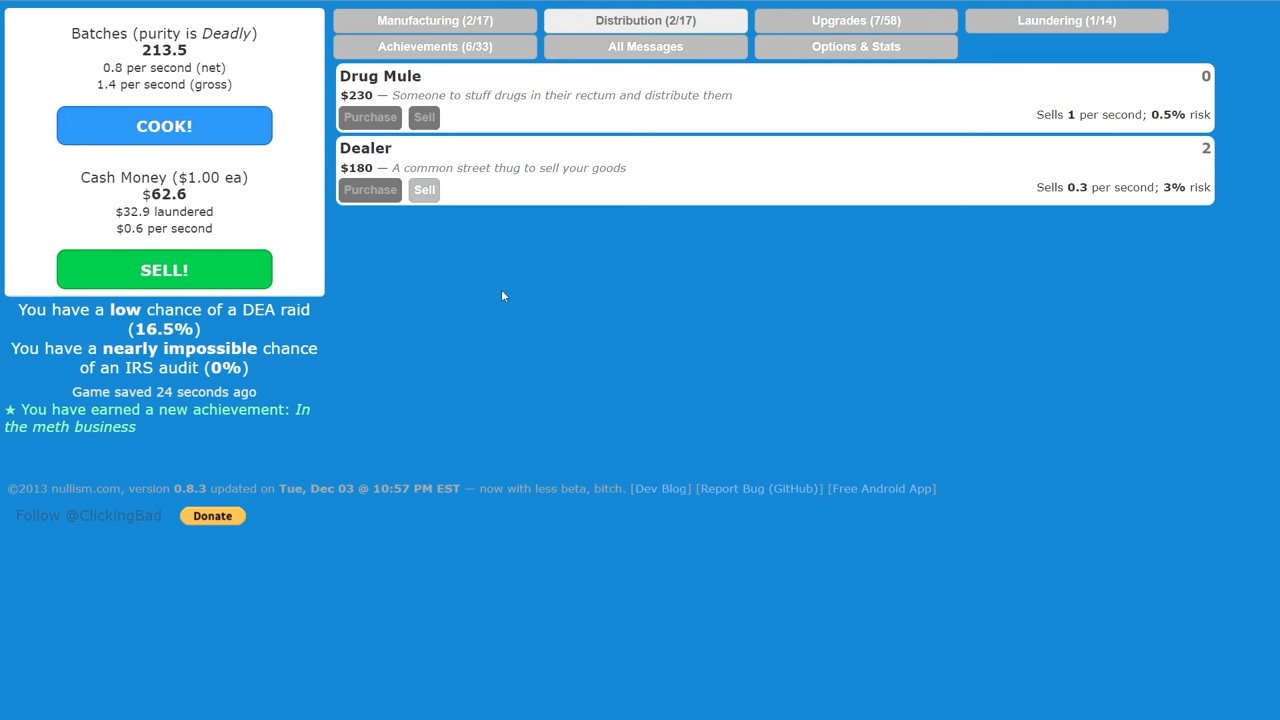 Batches (purity is Deadly)
213.5
0.8 per second (net)
1.4 per second (gross)
COOK!
Cash Money ($1.00 ea)
$62.6
$32.9 laundered
$0.6 per second
SELL!
You have a low chance of a DEA raid
(16.5%)
You have a nearly impossible chance
of an IRS audit (0%)
Game saved 24 seconds ago
★ You have earned a new achievement: In
the meth business
Manufacturing (2/17)
Distribution (2/17)
Upgrades (7/58)
Laundering (1/14)
Achievements (6/33)
All Messages
Options & Stats
Drug Mule
0
$230 — Someone to stuff drugs in their rectum and distribute them
Purchase
Sell
Sells 1 per second; 0.5% risk
Dealer
2
$180 — A common street thug to sell your goods
Purchase
Sell
Sells 0.3 per second; 3% risk
©2013 nullism.com, version 0.8.3 updated on Tue, Dec 03 @ 10:57 PM EST — now with less beta, bitch. [Dev Blog] [Report Bug (GitHub)] [Free Android App]
Follow @ClickingBad
Donate